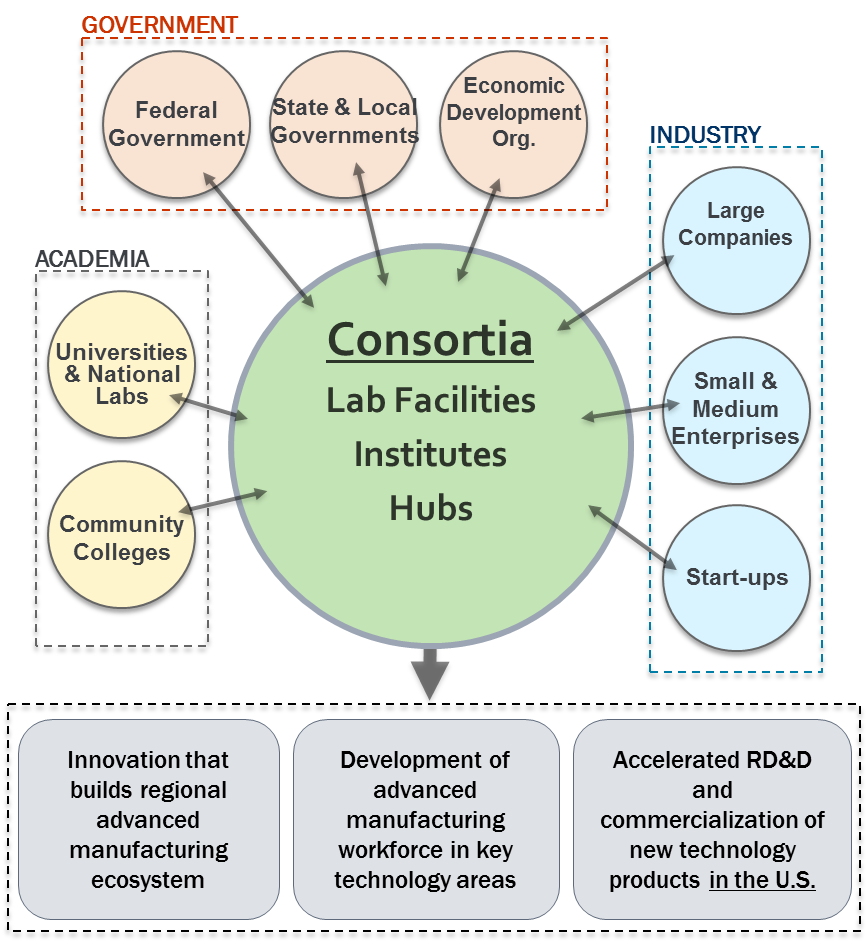 GOVERNMENT
Federal
Government
State & Local
Governments
Economic
Development
Org.
INDUSTRY
Large
Companies
Small &
Medium
Enterprises
Start-ups
ACADEMIA
Universities
& National
Labs
Community
Colleges
Consortia
Lab Facilities
Institutes
Hubs
Innovation that
builds regional
advanced
manufacturing
ecosystem
Development of
advanced
manufacturing
workforce in key
technology areas
Accelerated RD&D
and
commercialization of
new technology
products in the U.S.